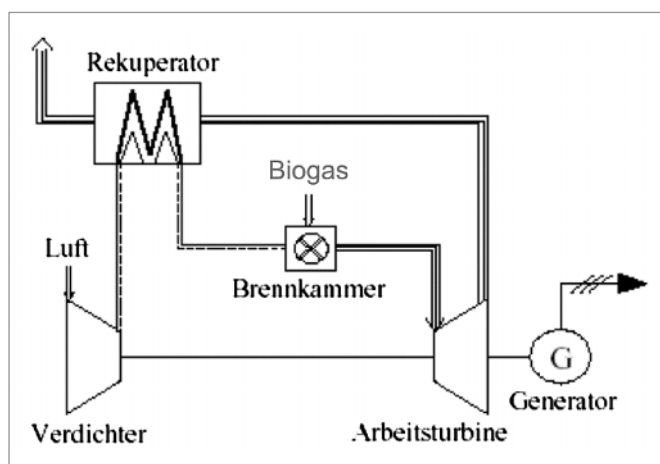 Rekuperator
Biogas
Luft
Brennkammer
G
Generator
Verdichter
Arbeitsturbine